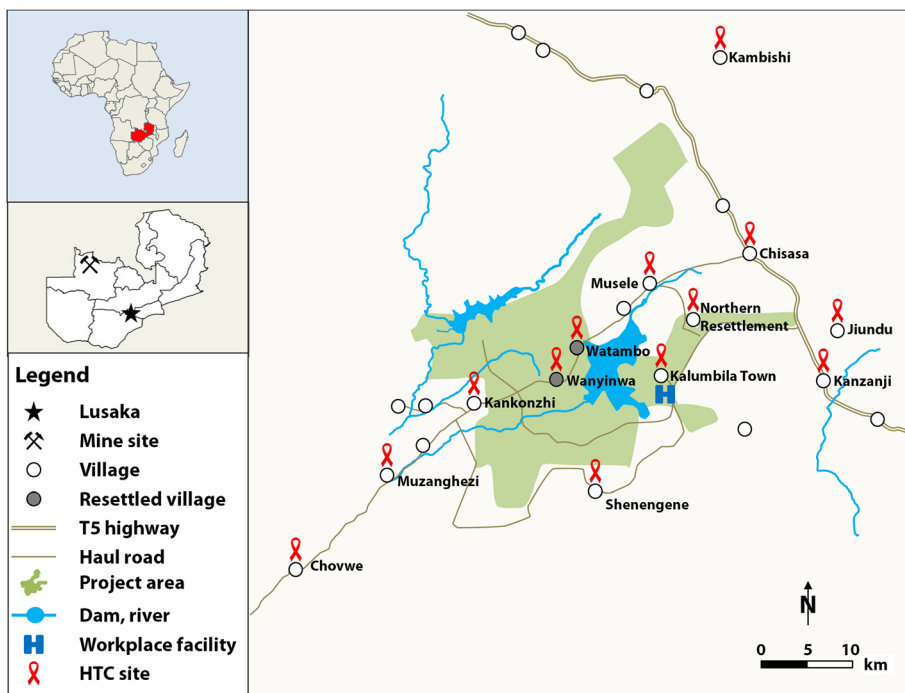 Legend
Lusaka
Mine site
Village
Resettled village
T5 highway
Haul road
Project area
Dam, river
H
Workplace facility
HTC site
Kambishi
Chisasa
Musele
Northern
Resettlement
Jiundu
Watambo
Kalumbila Town
Wanyinwa
Kanzanji
H
Kankonzhi
Muzanghezi
Shenengene
Chovwe
N
0 5 10 km